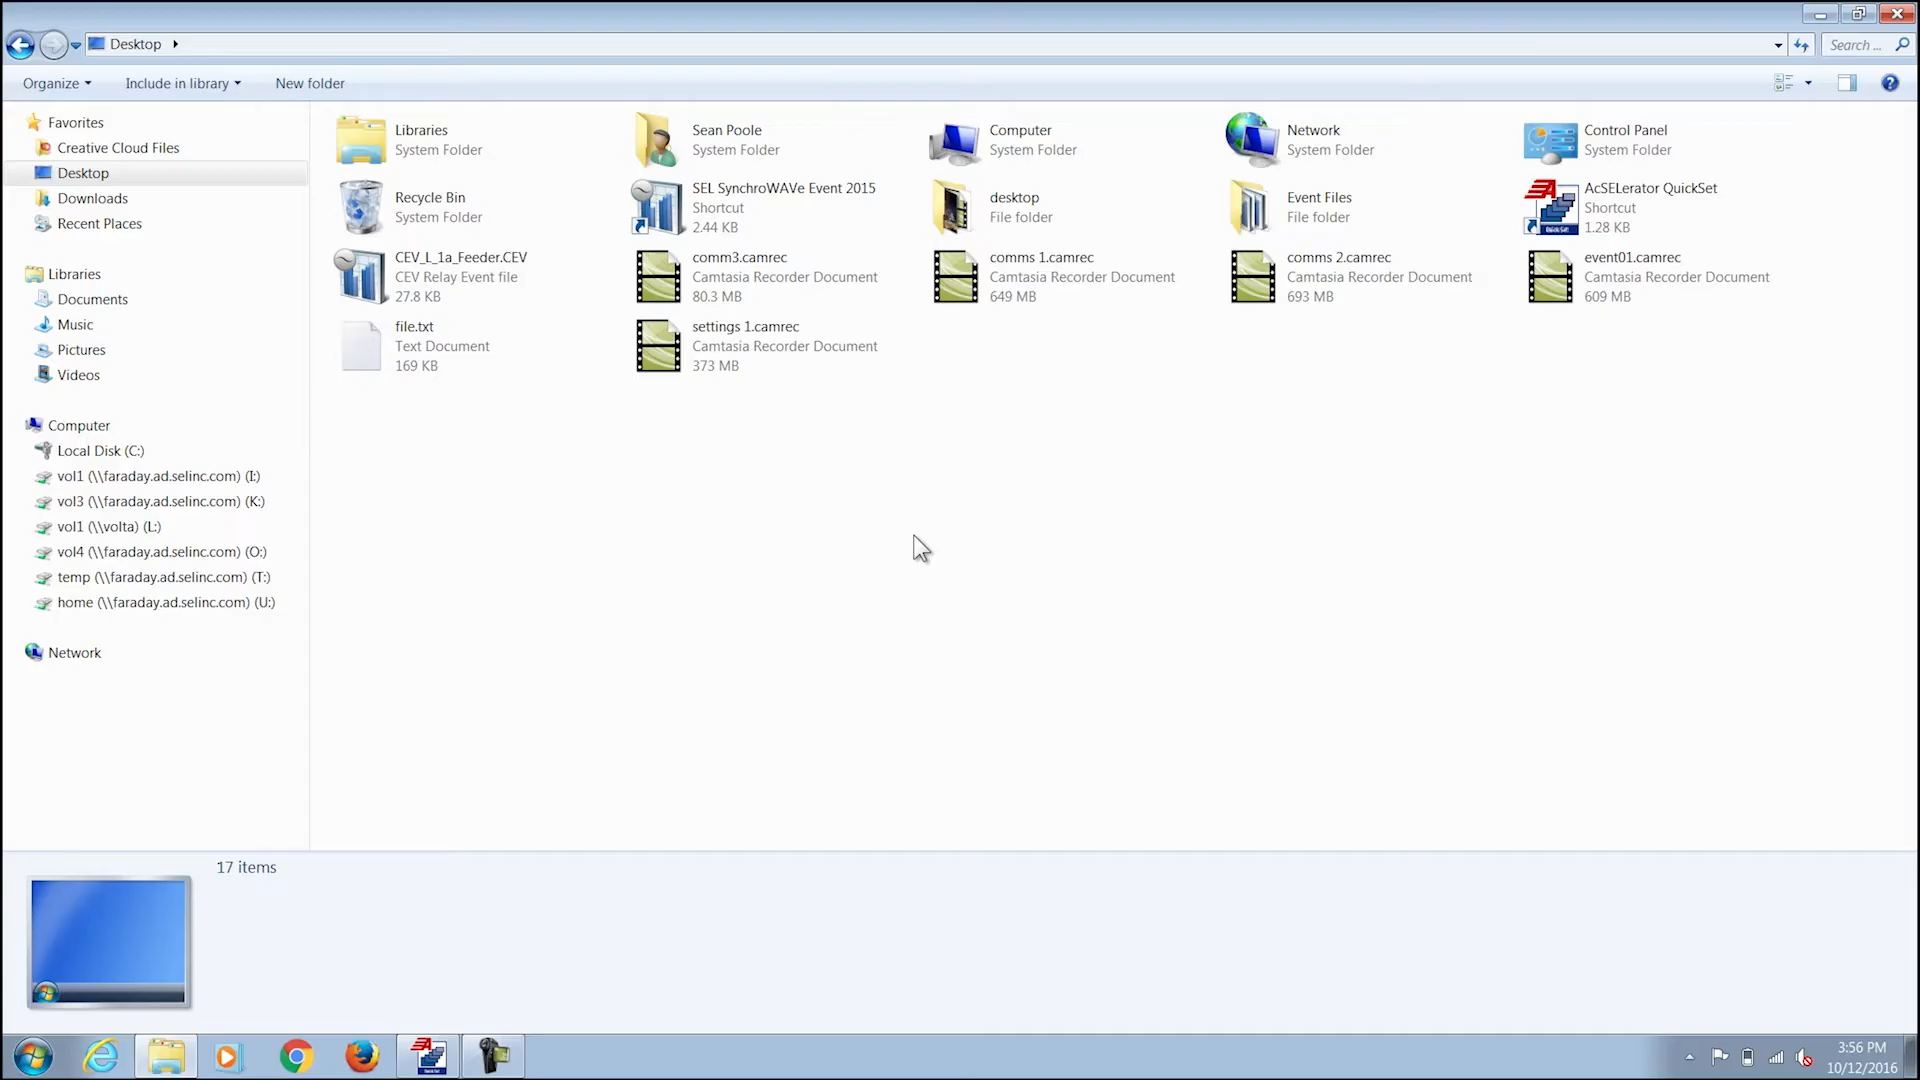 Desktop
Search ...
Organize
Include in library
New folder
Favorites
Creative Cloud Files
Desktop
Downloads
Recent Places
Libraries
Documents
Music
Pictures
Videos
Computer
Local Disk (C:)
vol1 (\\faraday.ad.selinc.com) (I:)
vol3 (\\faraday.ad.selinc.com) (K:)
vol1 (\\volta) (L:)
vol4 (\\faraday.ad.selinc.com) (O:)
temp (\\faraday.ad.selinc.com) (T:)
home (\\faraday.ad.selinc.com) (U:)
Network
Libraries
System Folder
Sean Poole
System Folder
Computer
System Folder
Network
System Folder
Control Panel
System Folder
Recycle Bin
System Folder
SEL SynchroWAVe Event 2015
Shortcut
2.44 KB
desktop
File folder
Event Files
File folder
AcSELerator QuickSet
Shortcut
1.28 KB
CEV_L_1a_Feeder.CEV
CEV Relay Event file
27.8 KB
comm3.camrec
Camtasia Recorder Document
80.3 MB
comms 1.camrec
Camtasia Recorder Document
649 MB
comms 2.camrec
Camtasia Recorder Document
693 MB
event01.camrec
Camtasia Recorder Document
609 MB
file.txt
Text Document
169 KB
settings 1.camrec
Camtasia Recorder Document
373 MB
17 items
3:56 PM
10/12/2016